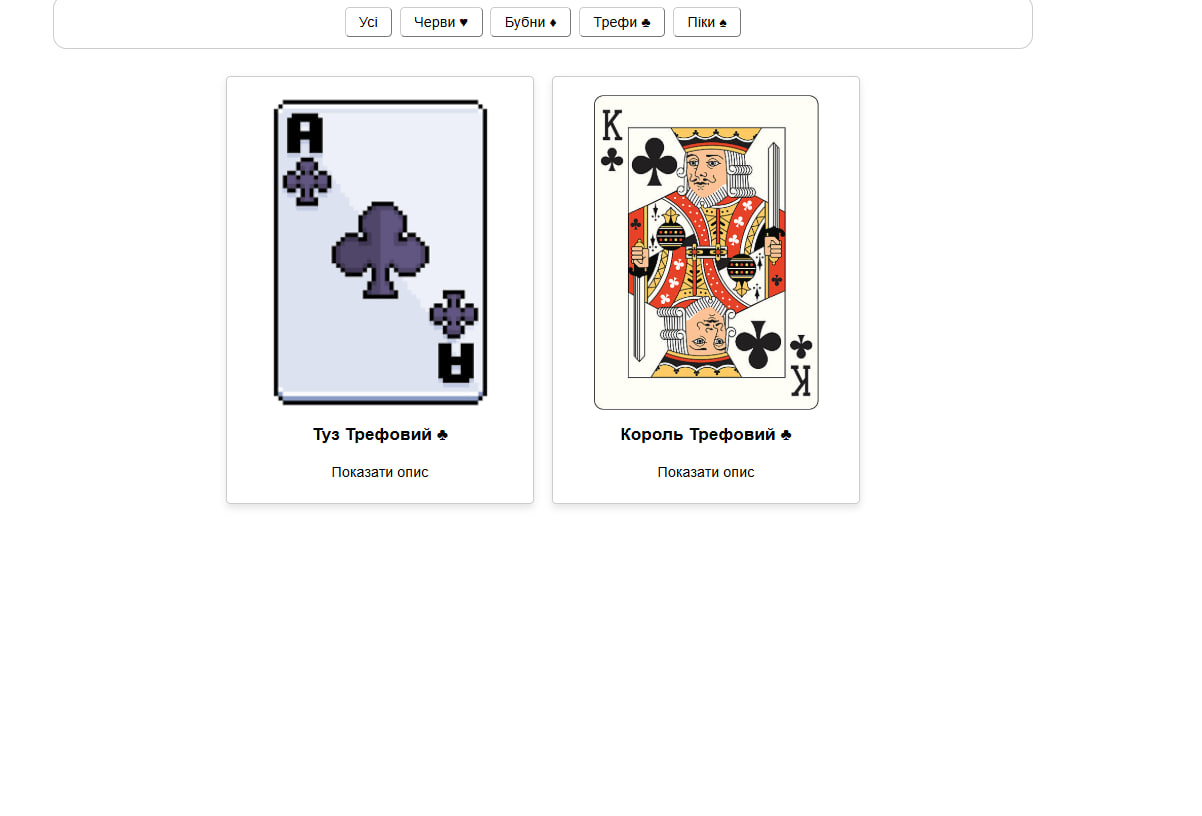 Усі Черви ♥ Бубни ♦ Трефи ♣ Піки ♠
A
K
A
K
Туз Трефовий ♣
Король Трефовий ♣
Показати опис
Показати опис